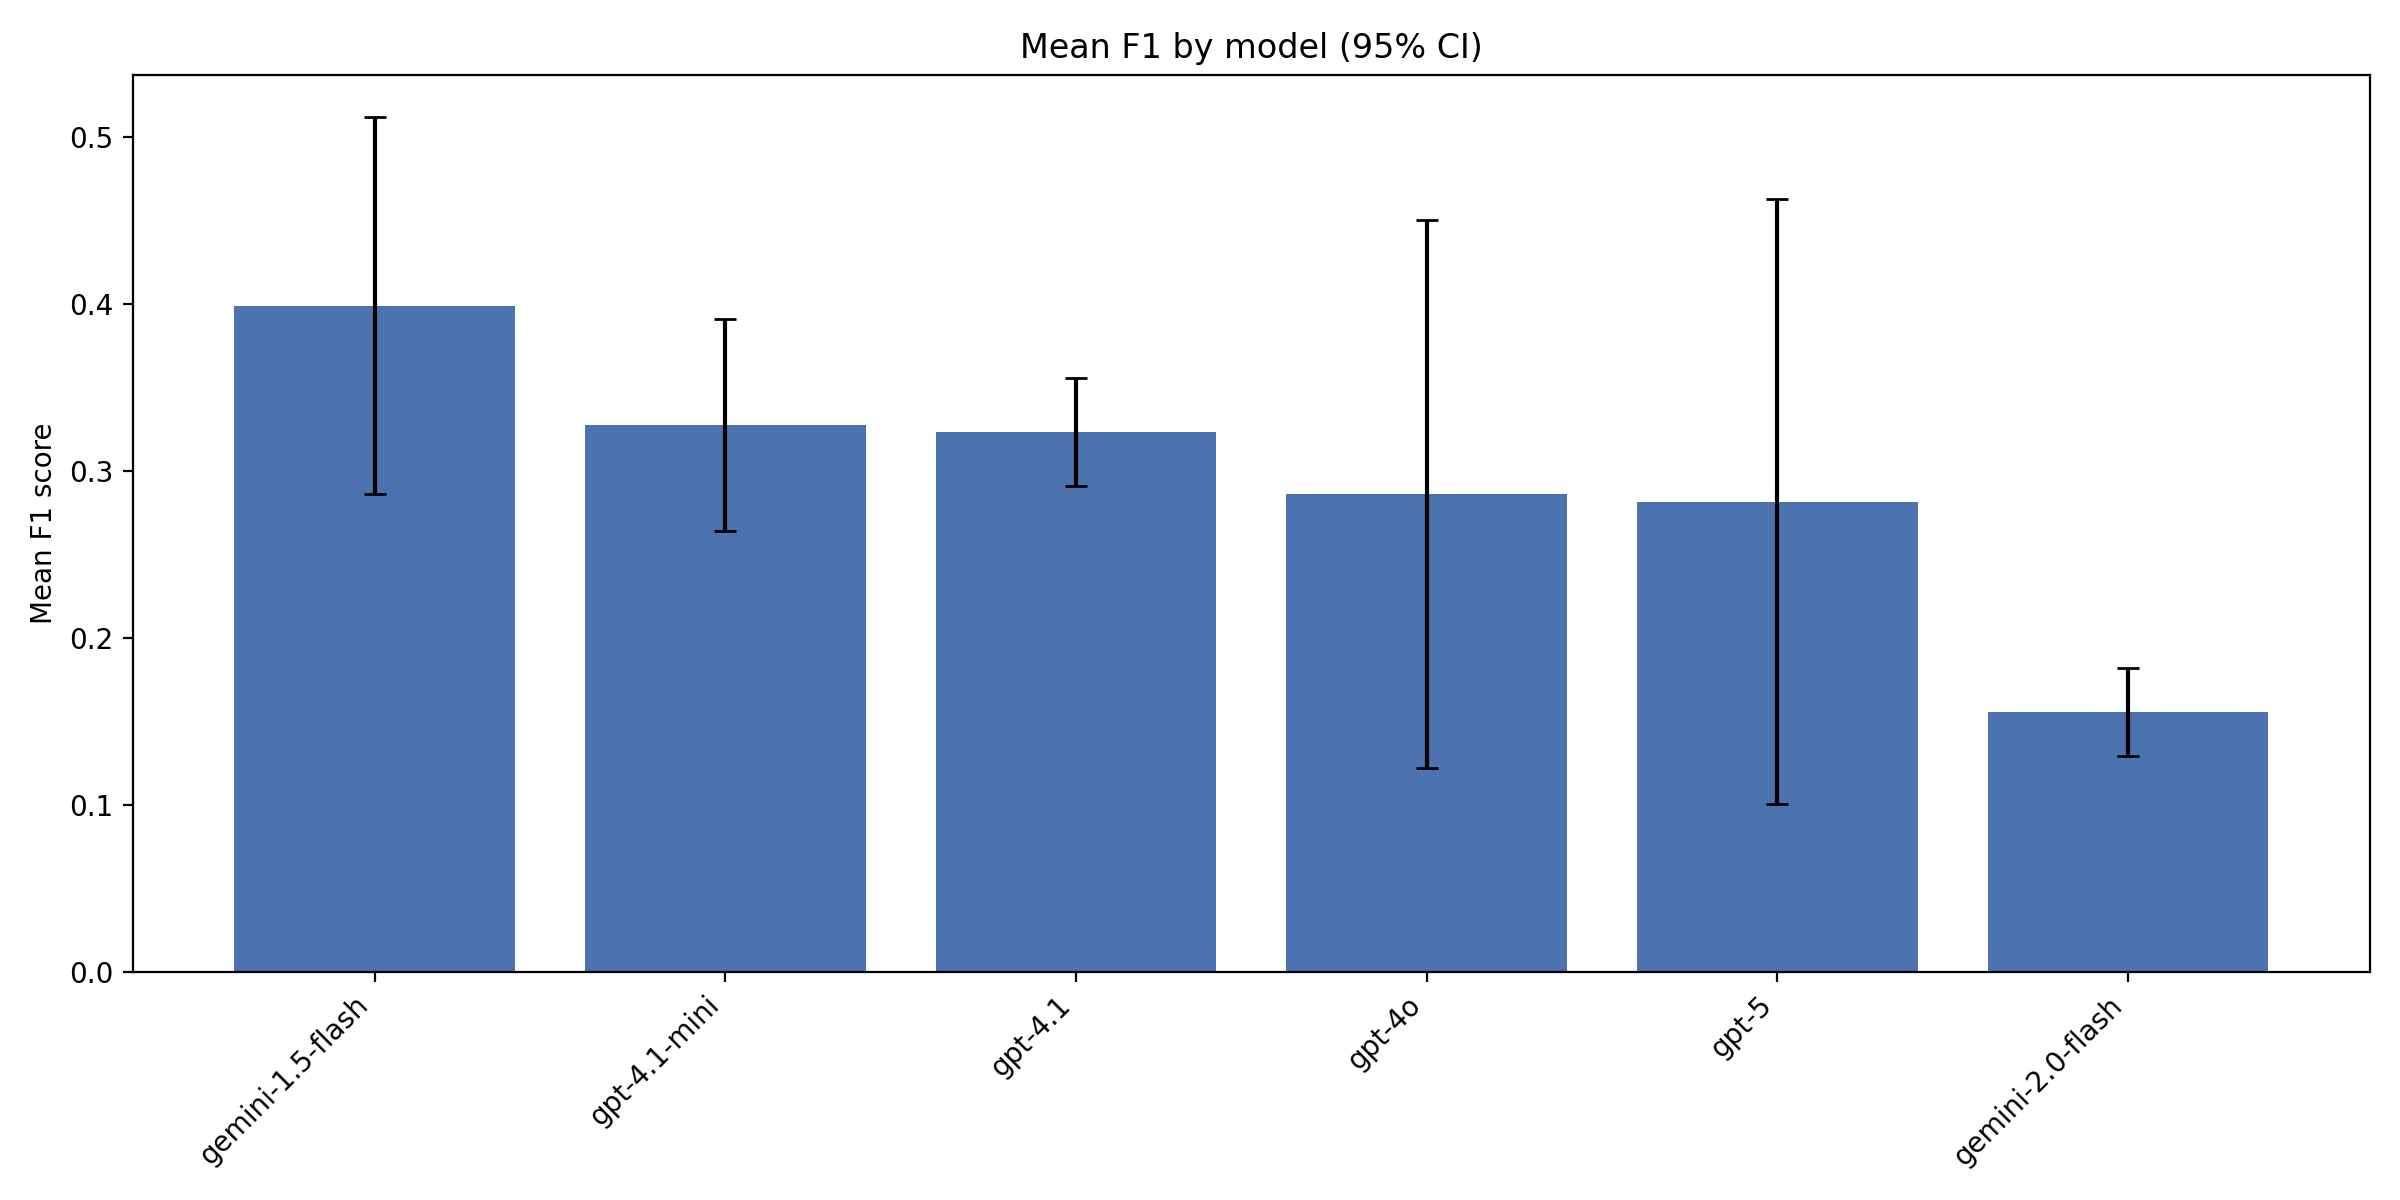 Mean F1 by model (95% CI)
Mean F1 score
0.5
0.4
0.3
0.2
0.1
0.0
gemini-1.5-flash
gpt-4.1-mini
gpt-4.1
gpt-4o
gpt-5
gemini-2.0-flash